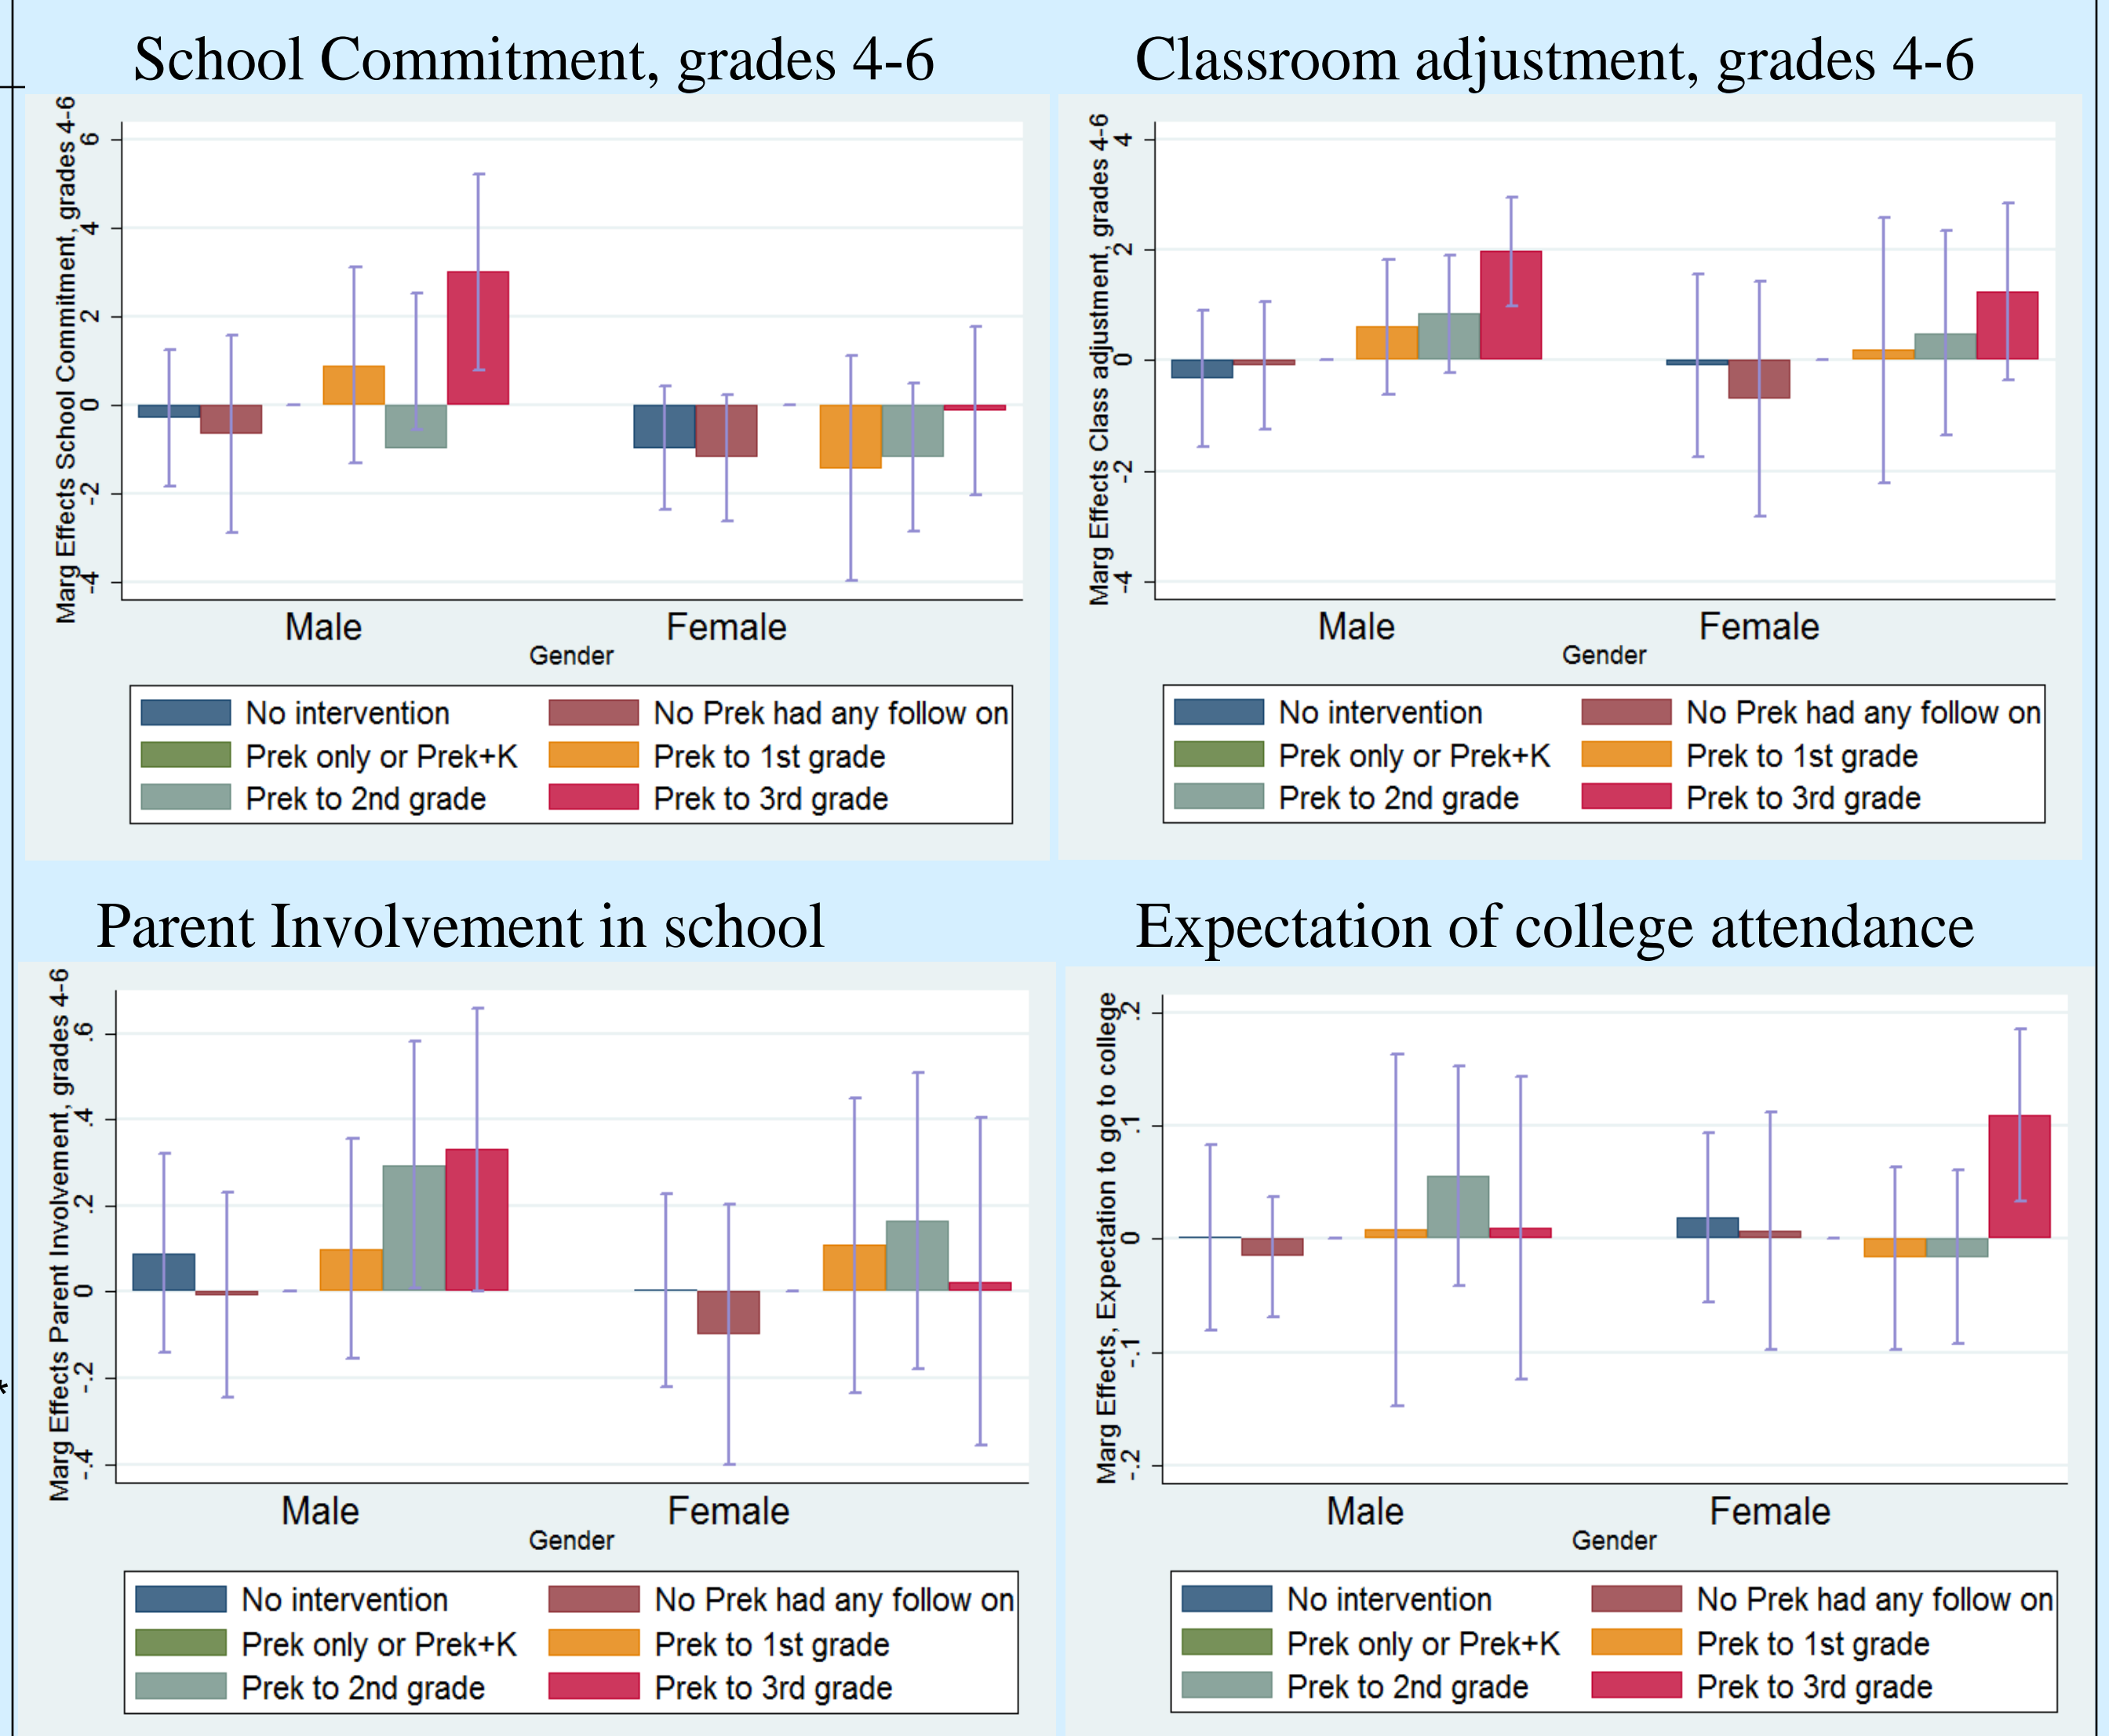 School Commitment, grades 4-6
Marg Effects School Commitment, grades 4-6
6
4
2
0
-2
-4
Male
Female
Gender
No intervention
No Prek had any follow on
Prek only or Prek+K
Prek to 1st grade
Prek to 2nd grade
Prek to 3rd grade
Classroom adjustment, grades 4-6
Marg Effects Class adjustment, grades 4-6
4
2
0
-2
-4
Male
Female
Gender
No intervention
No Prek had any follow on
Prek only or Prek+K
Prek to 1st grade
Prek to 2nd grade
Prek to 3rd grade
Parent Involvement in school
Marg Effects Parent Involvement, grades 4-6
.6
.4
.2
0
-.2
-.4
*
Male
Female
Gender
No intervention
No Prek had any follow on
Prek only or Prek+K
Prek to 1st grade
Prek to 2nd grade
Prek to 3rd grade
Expectation of college attendance
Marg Effects, Expectation to go to college
.2
.1
0
-.1
-.2
Male
Female
Gender
No intervention
No Prek had any follow on
Prek only or Prek+K
Prek to 1st grade
Prek to 2nd grade
Prek to 3rd grade